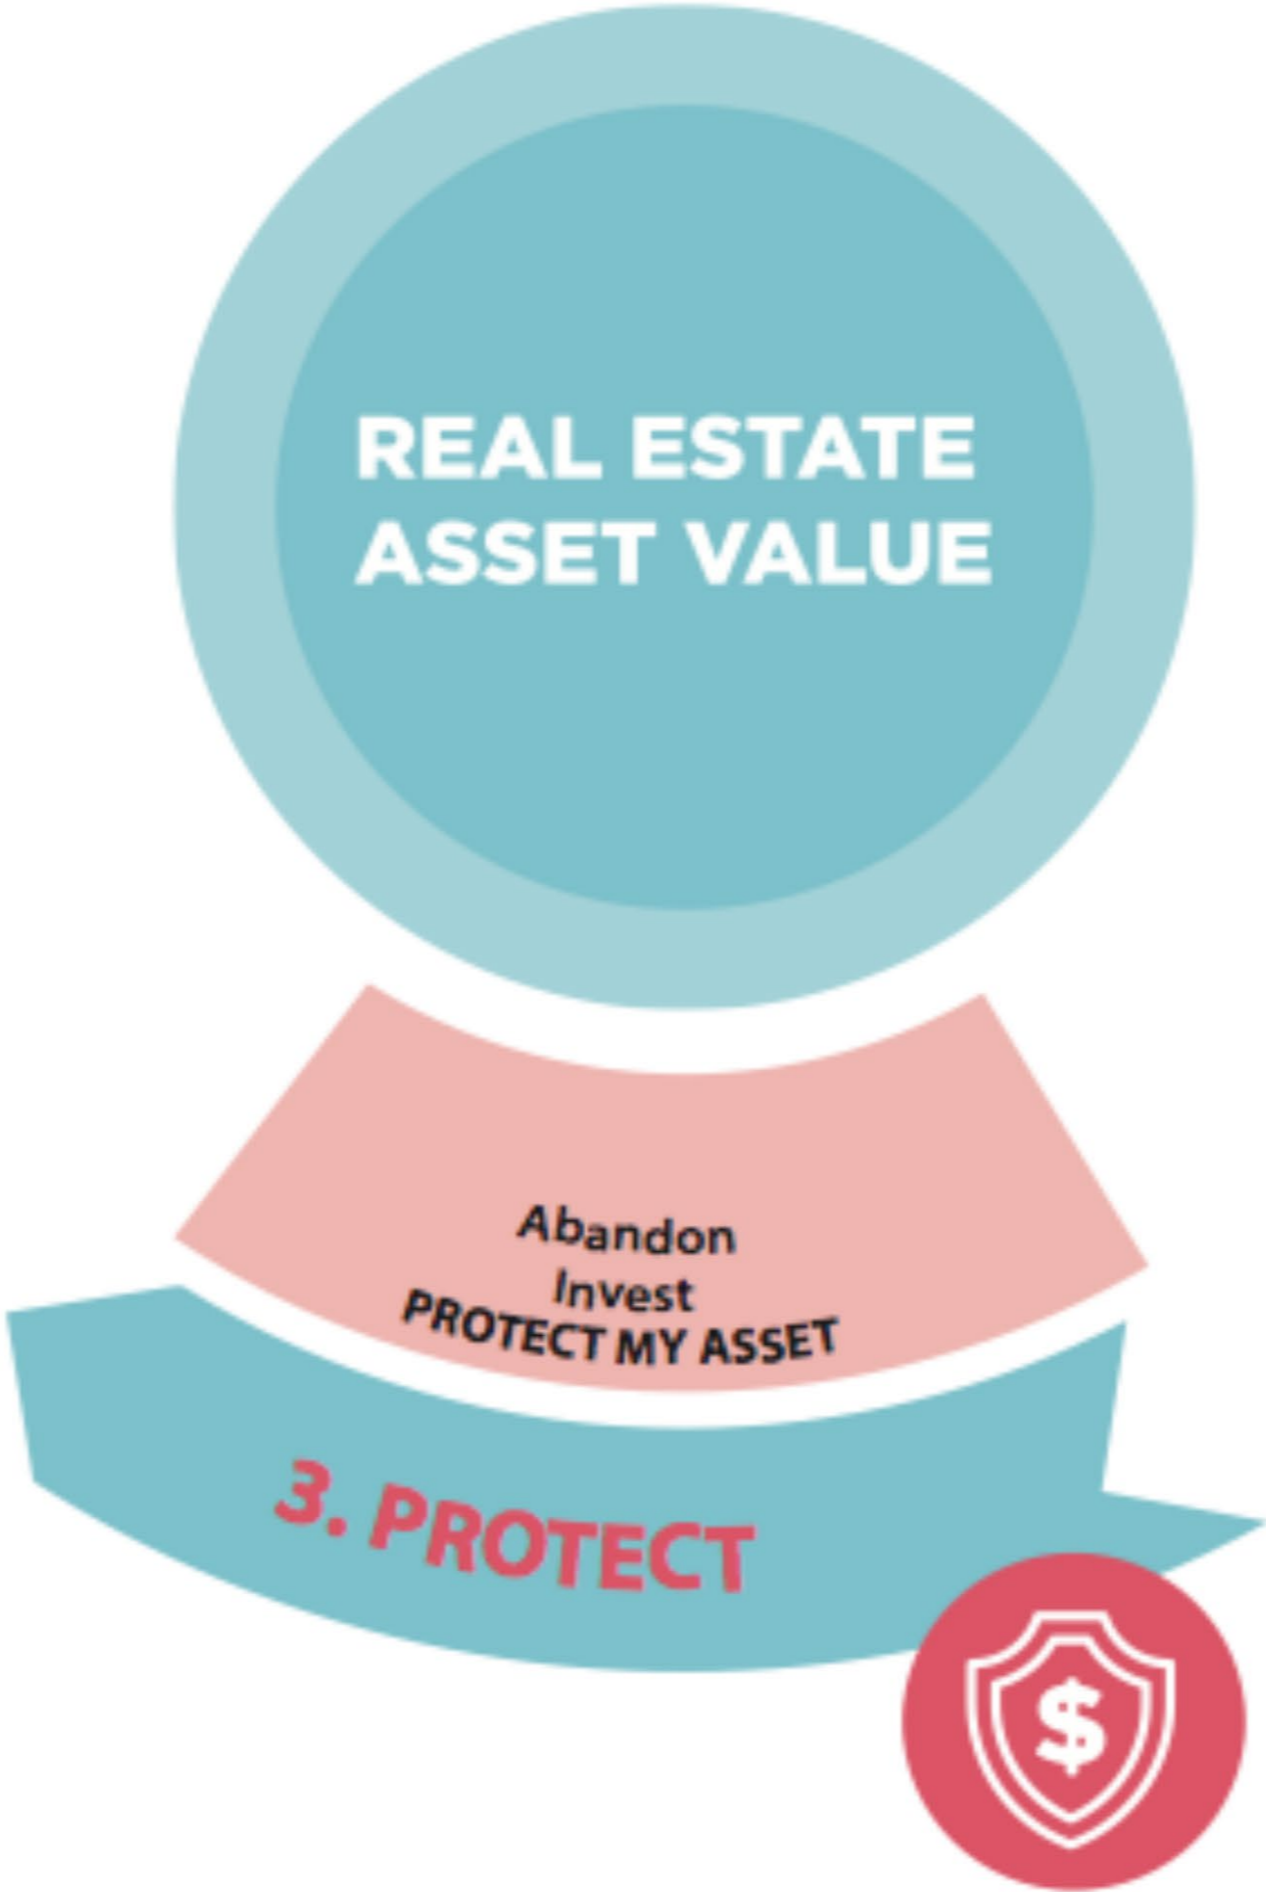 REAL ESTATE
ASSET VALUE
Abandon
Invest
PROTECT MY ASSET
3. PROTECT
$